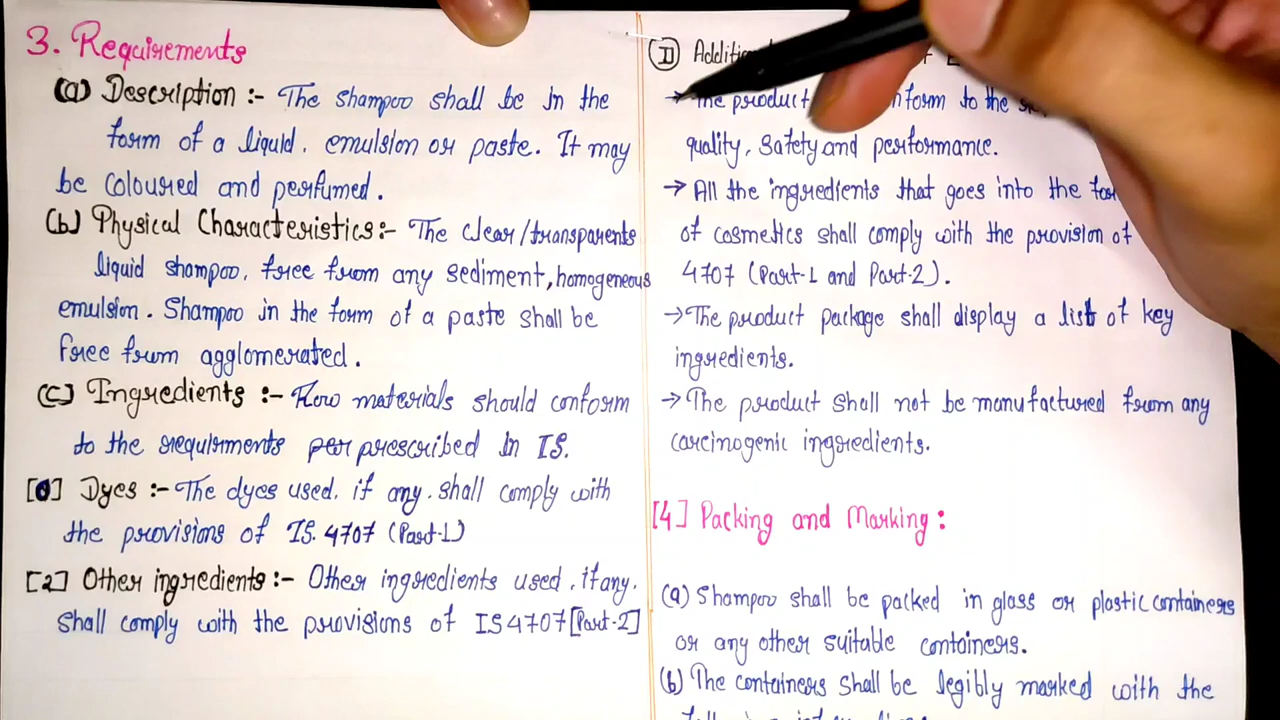 3. Requirements
(a) Description :- The shampoo shall be in the
form of a liquid, emulsion or paste. It may
be coloured and perfumed.
(b) Physical Characteristics:- The clear/transparents
liquid shampoo, free from any sediment, homogeneous
emulsion. Shampoo in the form of a paste shall be
free from agglomerated.
(c) Ingredients :- Raw materials should conform
to the requirments per prescribed in IS.
Dyes :- The dyes used, if any, shall comply with
the provisions of IS. 4707 (Part-1)
[2] Other ingredients :- Other ingredients used, if any,
shall comply with the provisions of IS 4707 [Part-2]
The product to the
quality, Safety and performance.
→ All the ingredients that goes into the
of cosmetics shall comply with the provision of
4707 (Part-1 and Part-2).
→ The product package shall display a list of key
ingredients.
→ The product shall not be manufactured from any
carcinogenic ingredients.
[4] Packing and Marking :
(a) Shampoo shall be packed in glass or plastic containers
or any other suitable containers.
(b) The containers shall be legibly marked with the